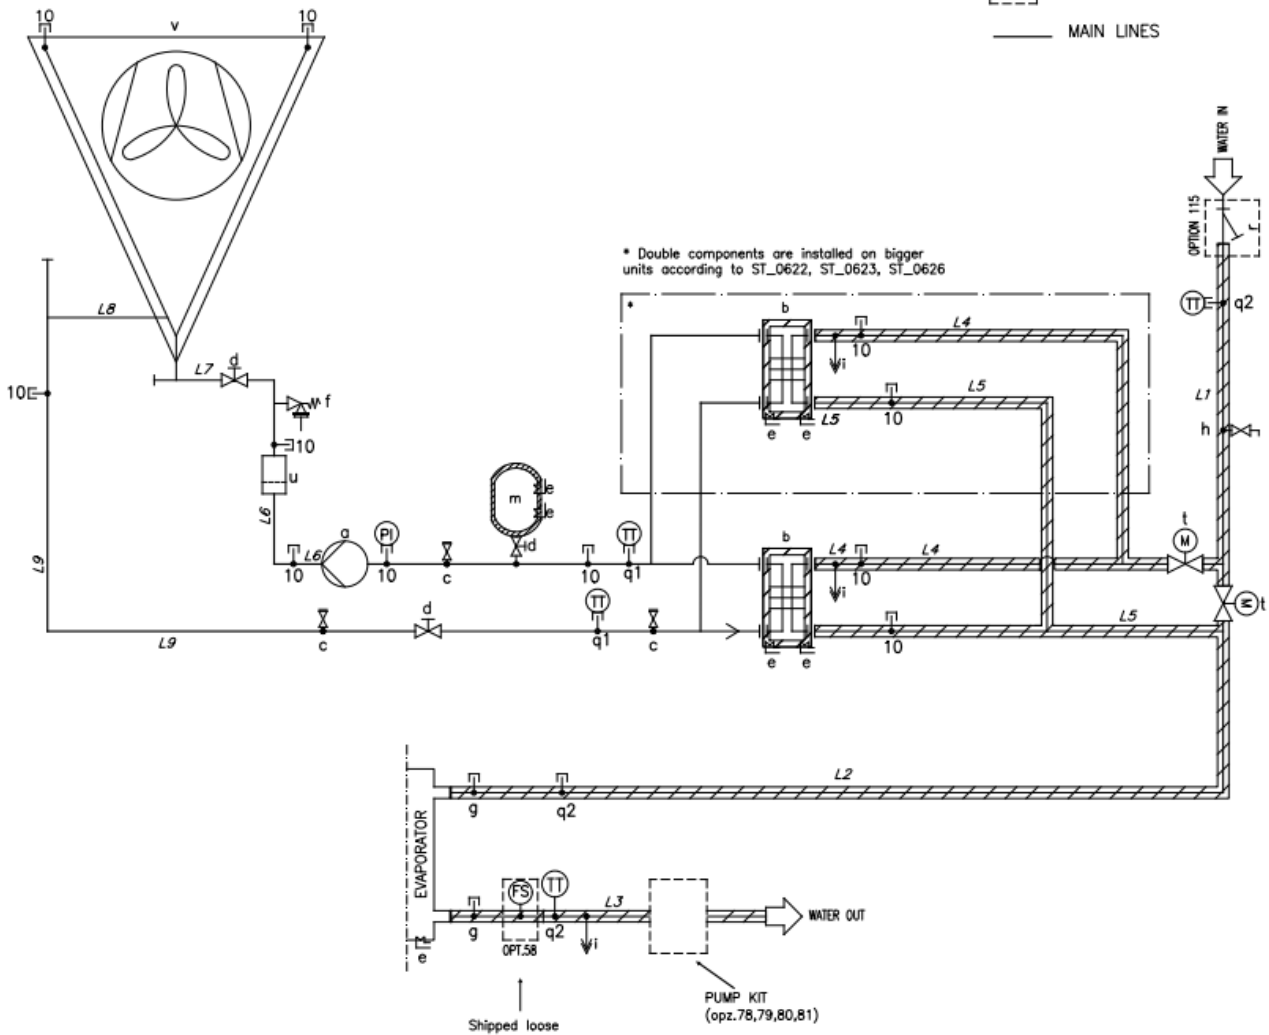 MAIN LINES
10
v
10
WATER IN
OPTION 115
r
* Double components are installed on bigger
units according to ST_0622, ST_0623, ST_0626
*
TT
q2
b
L4
10
i
L8
L7
d
f
10
10
L5
L5
10
e
e
L1
h
u
L6
m
e
e
d
a
L6
10
PI
10
c
10
TT
q1
b
L4
L4
i
10
t
M
M
t
L9
L9
c
d
TT
q1
c
e
e
10
L5
L2
g
q2
EVAPORATOR
e
g
FS
OPT.58
TT
q2
i
L3
WATER OUT
PUMP KIT
(opz.78,79,80,81)
Shipped loose